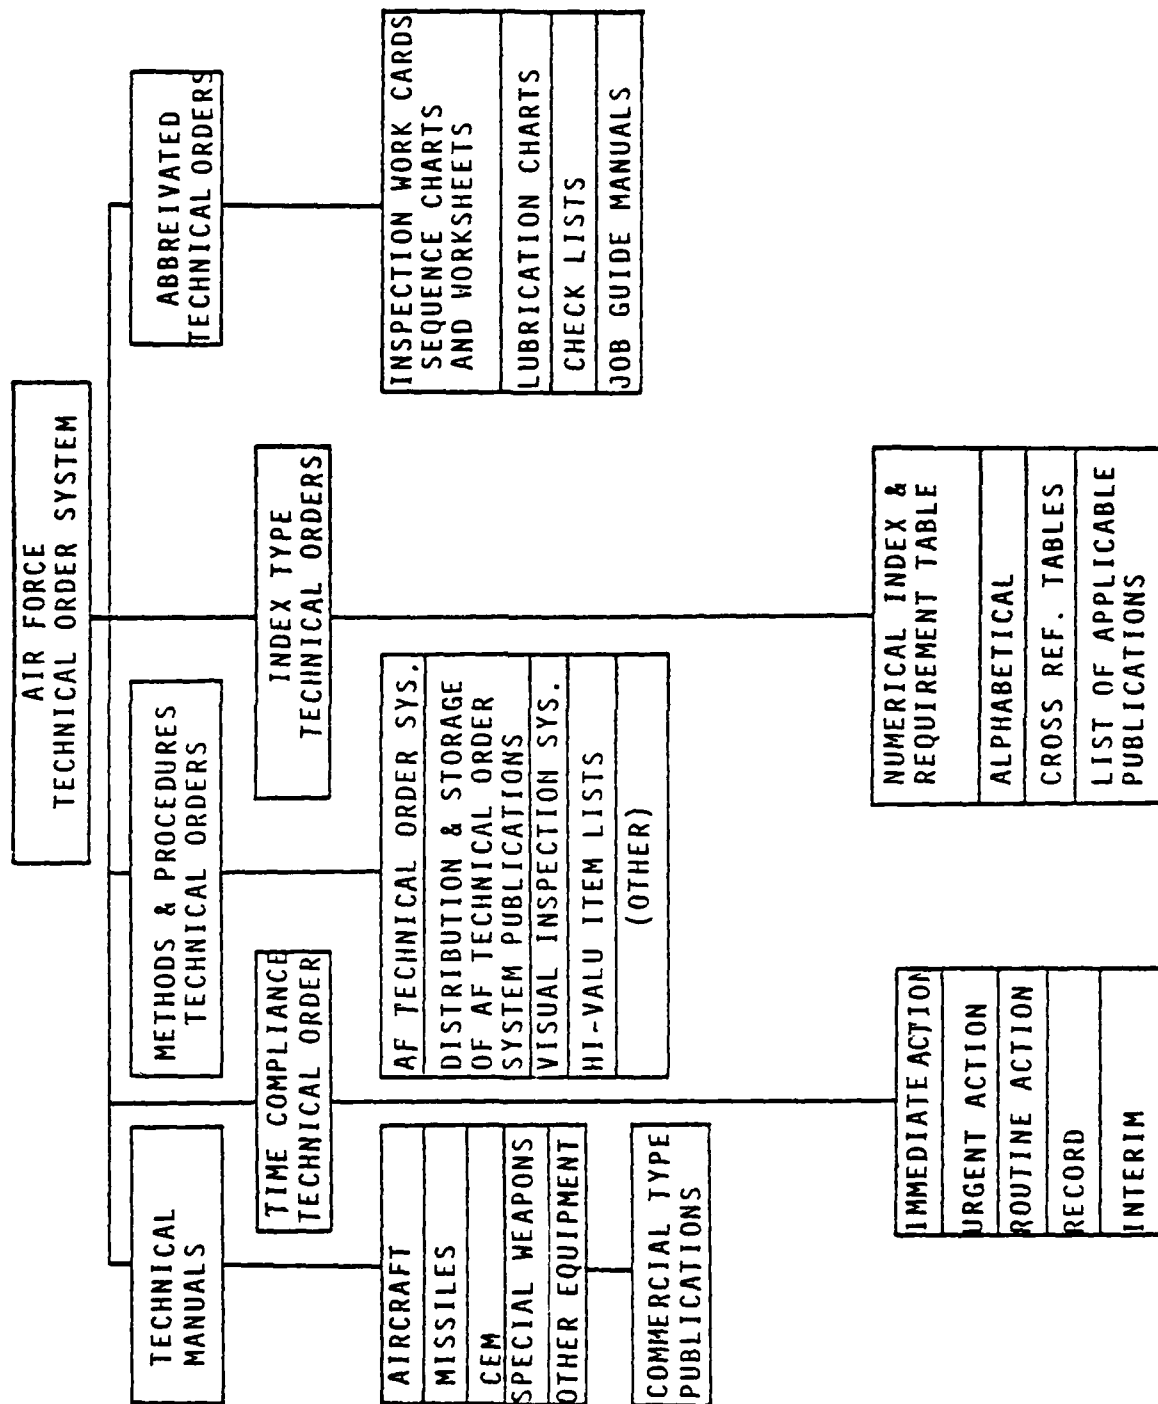 AIR FORCE
TECHNICAL ORDER SYSTEM
TECHNICAL
MANUALS
METHODS & PROCEDURES
TECHNICAL ORDERS
ABBREIVATED
TECHNICAL ORDERS
TIME COMPLIANCE
TECHNICAL ORDER
INDEX TYPE
TECHNICAL ORDERS
AIRCRAFT
MISSILES
CEM
SPECIAL WEAPONS
OTHER EQUIPMENT
COMMERCIAL TYPE
PUBLICATIONS
AF TECHNICAL ORDER SYS.
DISTRIBUTION & STORAGE
OF AF TECHNICAL ORDER
SYSTEM PUBLICATIONS
VISUAL INSPECTION SYS.
HI-VALU ITEM LISTS
(OTHER)
INSPECTION WORK CARDS
SEQUENCE CHARTS
AND WORKSHEETS
LUBRICATION CHARTS
CHECK LISTS
JOB GUIDE MANUALS
IMMEDIATE ACTION
URGENT ACTION
ROUTINE ACTION
RECORD
INTERIM
NUMERICAL INDEX &
REQUIREMENT TABLE
ALPHABETICAL
CROSS REF. TABLES
LIST OF APPLICABLE
PUBLICATIONS